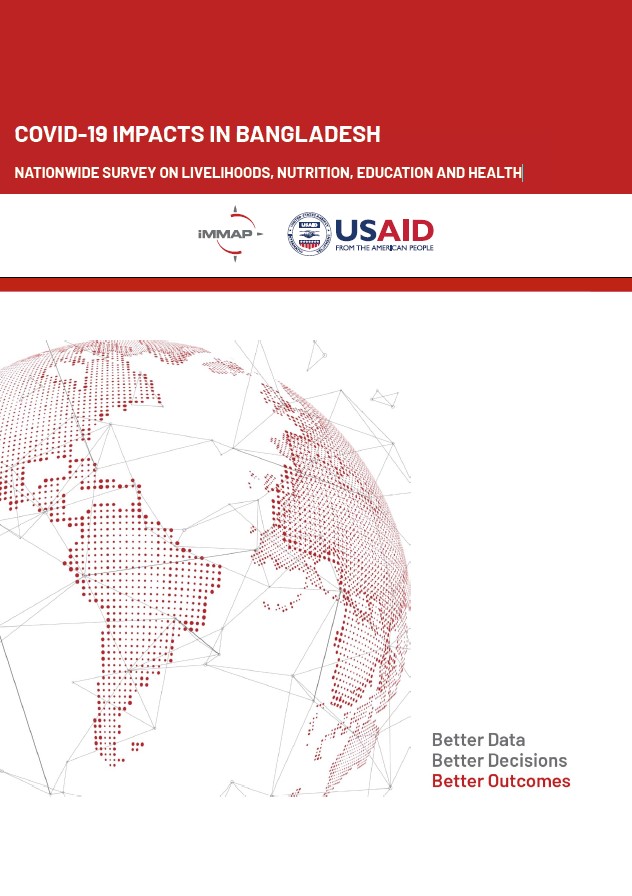 COVID-19 IMPACTS IN BANGLADESH
NATIONWIDE SURVEY ON LIVELIHOODS, NUTRITION, EDUCATION AND HEALTH
iMMAP
USAID
USAID
FROM THE AMERICAN PEOPLE
Better Data
Better Decisions
Better Outcomes